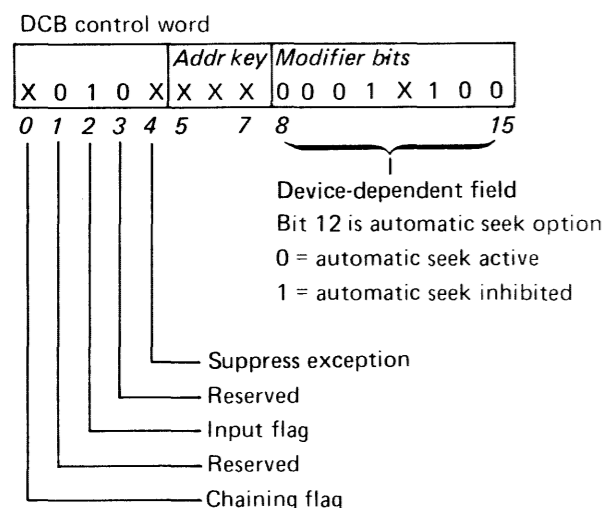 DCB control word
Addr key Modifier bits
X 0 1 0 X X X X 0 0 0 1 X 1 0 0
0 1 2 3 4 5 7 8 15
Device-dependent field
Bit 12 is automatic seek option
0 = automatic seek active
1 = automatic seek inhibited
Suppress exception
Reserved
Input flag
Reserved
Chaining flag